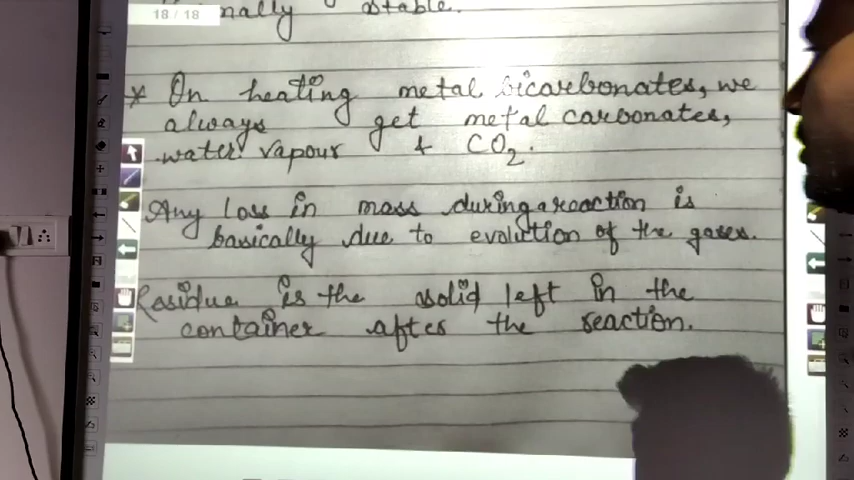 18 / 18
nally stable.
* On heating metal bicarbonates, we
always get metal carbonates,
water vapour & CO2.
Any loss in mass during a reaction is
basically due to evolution of the gases.
Residue is the solid left in the
container after the reaction.